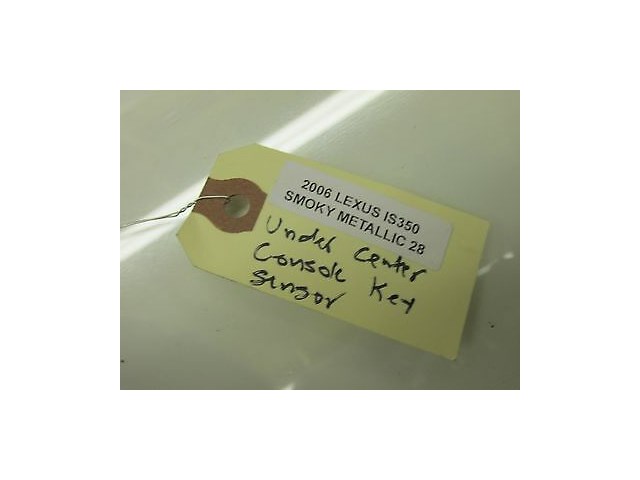 2006 LEXUS IS350
SMOKY METALLIC 28
Under Center
Console Key
Sensor